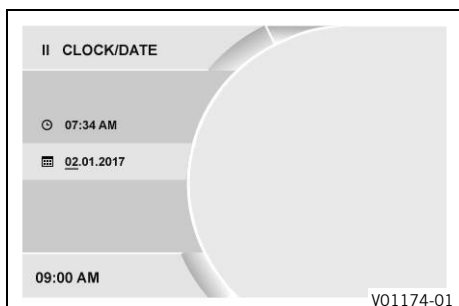 II CLOCK/DATE
07:34 AM
02.01.2017
09:00 AM
V01174-01